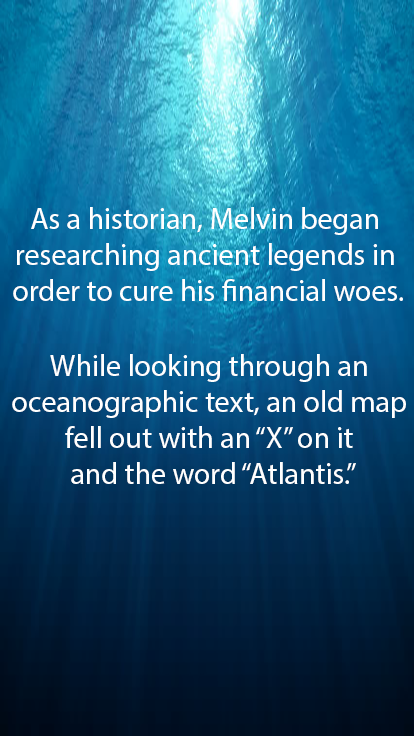 As a historian, Melvin began
researching ancient legends in
order to cure his financial woes.
While looking through an
oceanographic text, an old map
fell out with an “X” on it
and the word “Atlantis.”